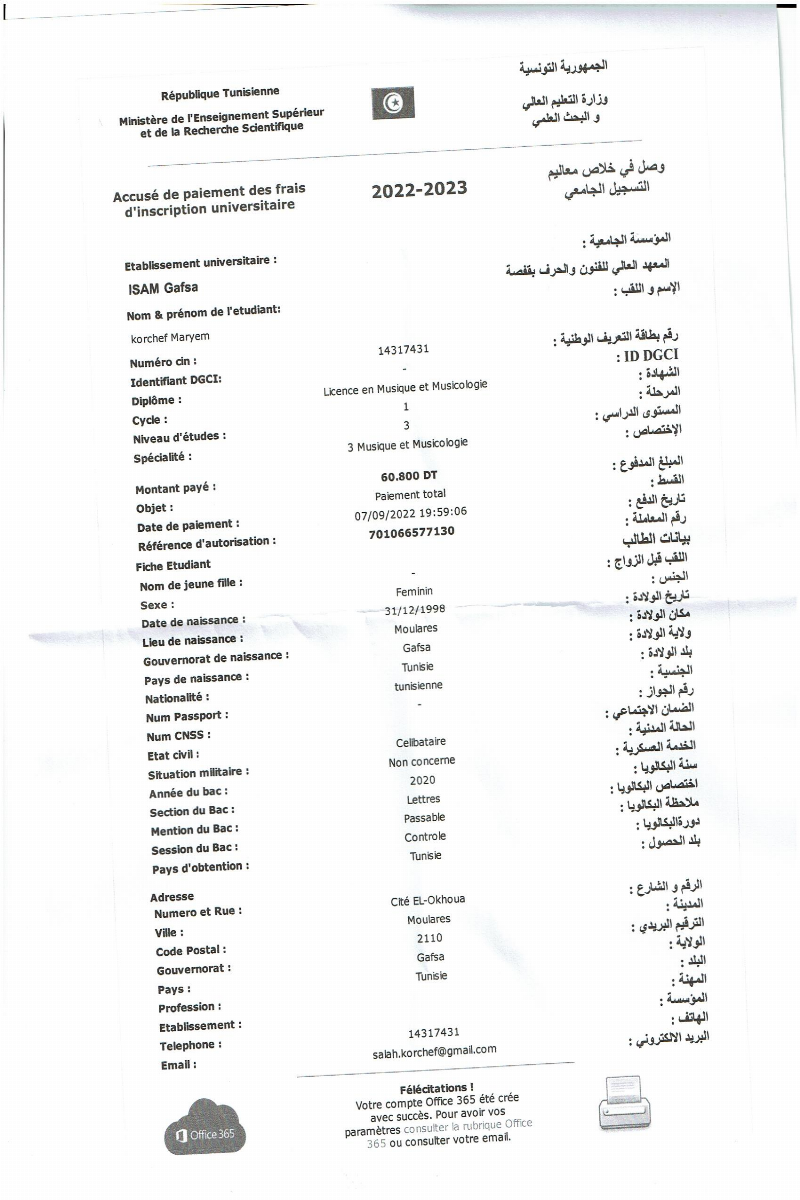 République Tunisienne
Ministère de l'Enseignement Supérieur
et de la Recherche Scientifique
الجمهورية التونسية
وزارة التعليم العالي
و البحث العلمي
Accusé de paiement des frais
d'inscription universitaire
2022-2023
وصل في خلاص معاليم
التسجيل الجامعي
Etablissement universitaire :
المؤسسة الجامعية :
ISAM Gafsa
المعهد العالي للفنون والحرف بقفصة
Nom & prénom de l'etudiant:
الإسم و اللقب :
korchef Maryem
Numéro cin : 14317431 رقم بطاقة التعريف الوطنية :
Identifiant DGCI: - ID DGCI :
Diplôme : Licence en Musique et Musicologie الشهادة :
Cycle : 1 المرحلة :
Niveau d'études : 3 المستوى الدراسي :
Spécialité : 3 Musique et Musicologie الإختصاص :
Montant payé : 60.800 DT المبلغ المدفوع :
Objet : Paiement total القسط :
Date de paiement : 07/09/2022 19:59:06 تاريخ الدفع :
Référence d'autorisation : 701066577130 رقم المعاملة :
Fiche Etudiant بيانات الطالب
Nom de jeune fille : - اللقب قبل الزواج :
Sexe : Feminin الجنس :
Date de naissance : 31/12/1998 تاريخ الولادة :
Lieu de naissance : Moulares مكان الولادة :
Gouvernorat de naissance : Gafsa ولاية الولادة :
Pays de naissance : Tunisie بلد الولادة :
Nationalité : tunisienne الجنسية :
Num Passport : - رقم الجواز :
Num CNSS : الضمان الاجتماعي :
Etat civil : Celibataire الحالة المدنية :
Situation militaire : Non concerne الخدمة العسكرية :
Année du bac : 2020 سنة البكالويا :
Section du Bac : Lettres اختصاص البكالويا :
Mention du Bac : Passable ملاحظة البكالويا :
Session du Bac : Controle دورةالبكالويا :
Pays d'obtention : Tunisie بلد الحصول :
Adresse
Numero et Rue : Cité EL-Okhoua الرقم و الشارع :
Ville : Moulares المدينة :
Code Postal : 2110 الترقيم البريدي :
Gouvernorat : Gafsa الولاية :
Pays : Tunisie البلد :
Profession : المهنة :
Etablissement : المؤسسة :
Telephone : 14317431 الهاتف :
Email : salah.korchef@gmail.com البريد الالكتروني :
Office 365
Félécitations !
Votre compte Office 365 été crée
avec succès. Pour avoir vos
paramètres consulter la rubrique Office
365 ou consulter votre email.